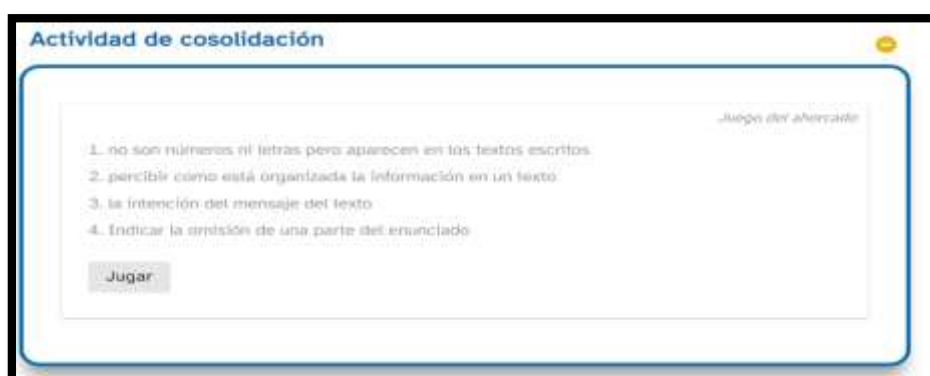 Actividad de cosolidación
Juego del ahorcado
1. no son números ni letras pero aparecen en los textos escritos
2. percibir como está organizada la información en un texto
3. la intención del mensaje del texto
4. Indicar la omisión de una parte del enunciado
Jugar